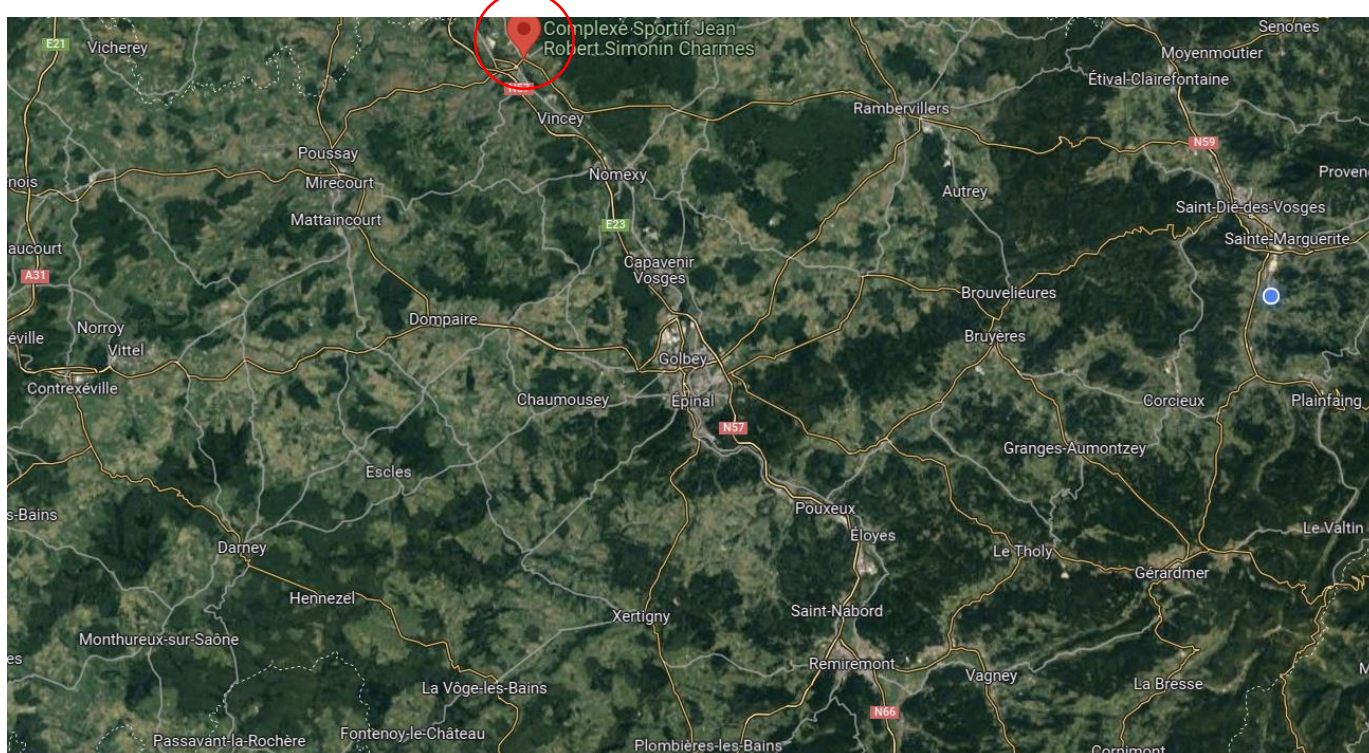 Complexe Sportif Jean
Robert Simonin Charmes
Senones
E21
Vicherey
Moyenmoutier
Étival-Clairefontaine
N57
Rambervillers
Vincey
N59
Poussay
Mirecourt
Nomexy
Autrey
Mattaincourt
Saint-Dié-des-Vosges
E23
Sainte-Marguerite
Capavenir
Vosges
A31
Brouvelieures
Dompaire
Norroy
Vittel
Bruyères
Golbey
Contrexéville
Chaumousey
Épinal
Corcieux
Plainfaing
N57
Granges-Aumontzey
Escles
Pouxeux
Éloyes
Le Valtin
Darney
Le Tholy
Gérardmer
Hennezel
Saint-Nabord
Xertigny
Monthureux-sur-Saône
Remiremont
Vagney
La Bresse
La Vôge-les-Bains
N66
Fontenoy-le-Château
Passavant-la-Rochère
Plombières-les-Bains
Cornimont